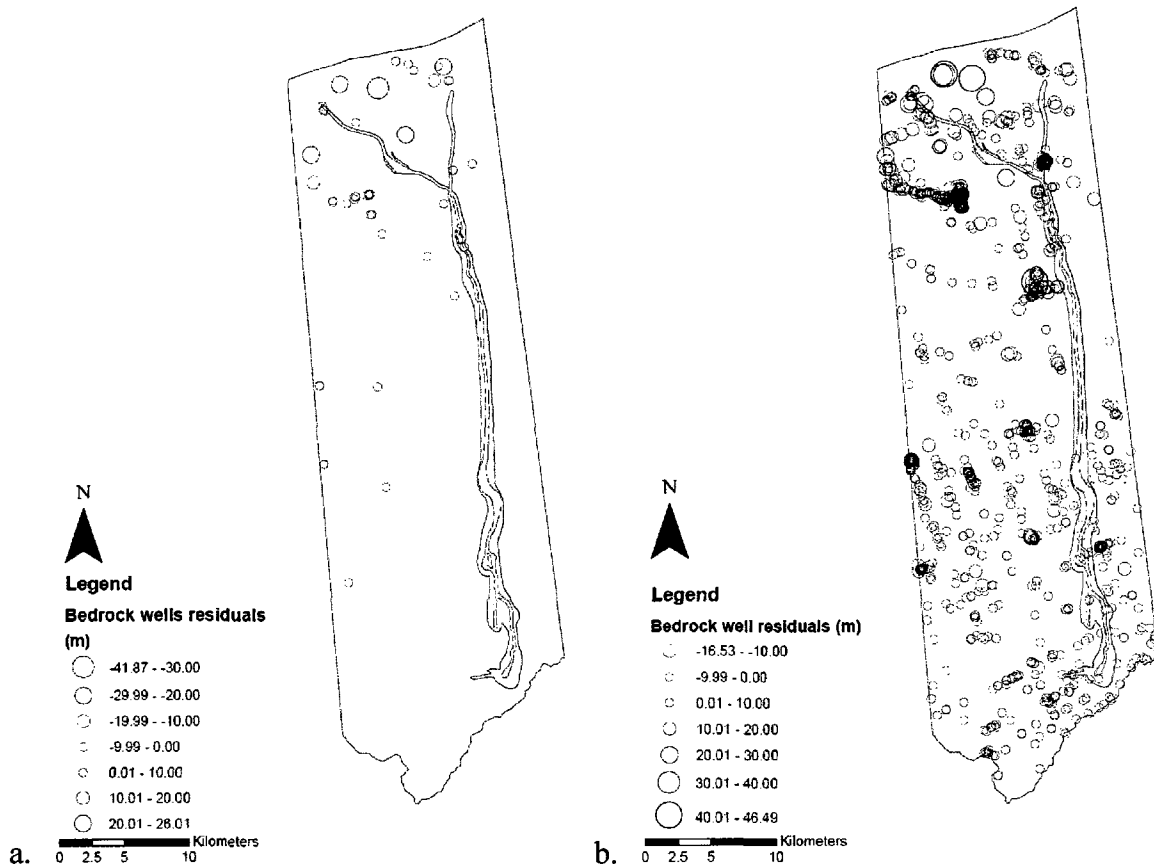 N
Legend
Bedrock wells residuals
(m)
-41.87 - -30.00
-29.99 - -20.00
-19.99 - -10.00
-9.99 - 0.00
0.01 - 10.00
10.01 - 20.00
20.01 - 26.01
Kilometers
0 2.5 5 10
a.
N
Legend
Bedrock well residuals (m)
-16.53 - -10.00
-9.99 - 0.00
0.01 - 10.00
10.01 - 20.00
20.01 - 30.00
30.01 - 40.00
40.01 - 46.49
Kilometers
0 2.5 5 10
b.